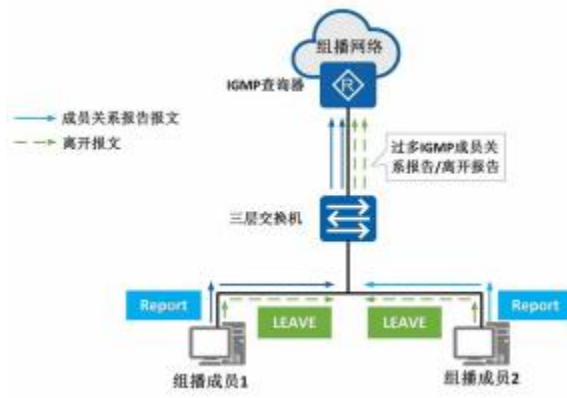 组播网络
IGMP查询器
R
成员关系报告报文
离开报文
过多IGMP成员关
系报告/离开报告
三层交换机
Report
Report
LEAVE
LEAVE
组播成员1
组播成员2